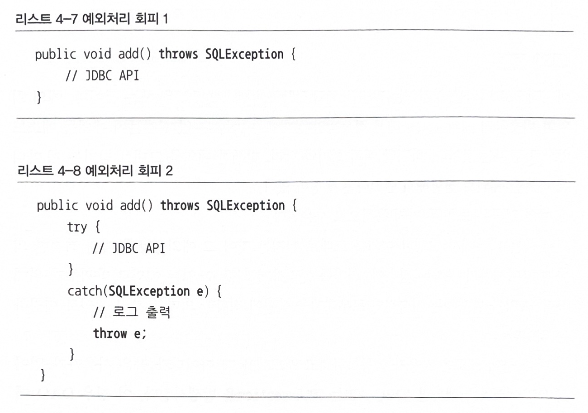 리스트 4-7 예외처리 회피 1
public void add() throws SQLException {
// JDBC API
}
리스트 4-8 예외처리 회피 2
public void add() throws SQLException {
try {
// JDBC API
}
catch(SQLException e) {
// 로그 출력
throw e;
}
}